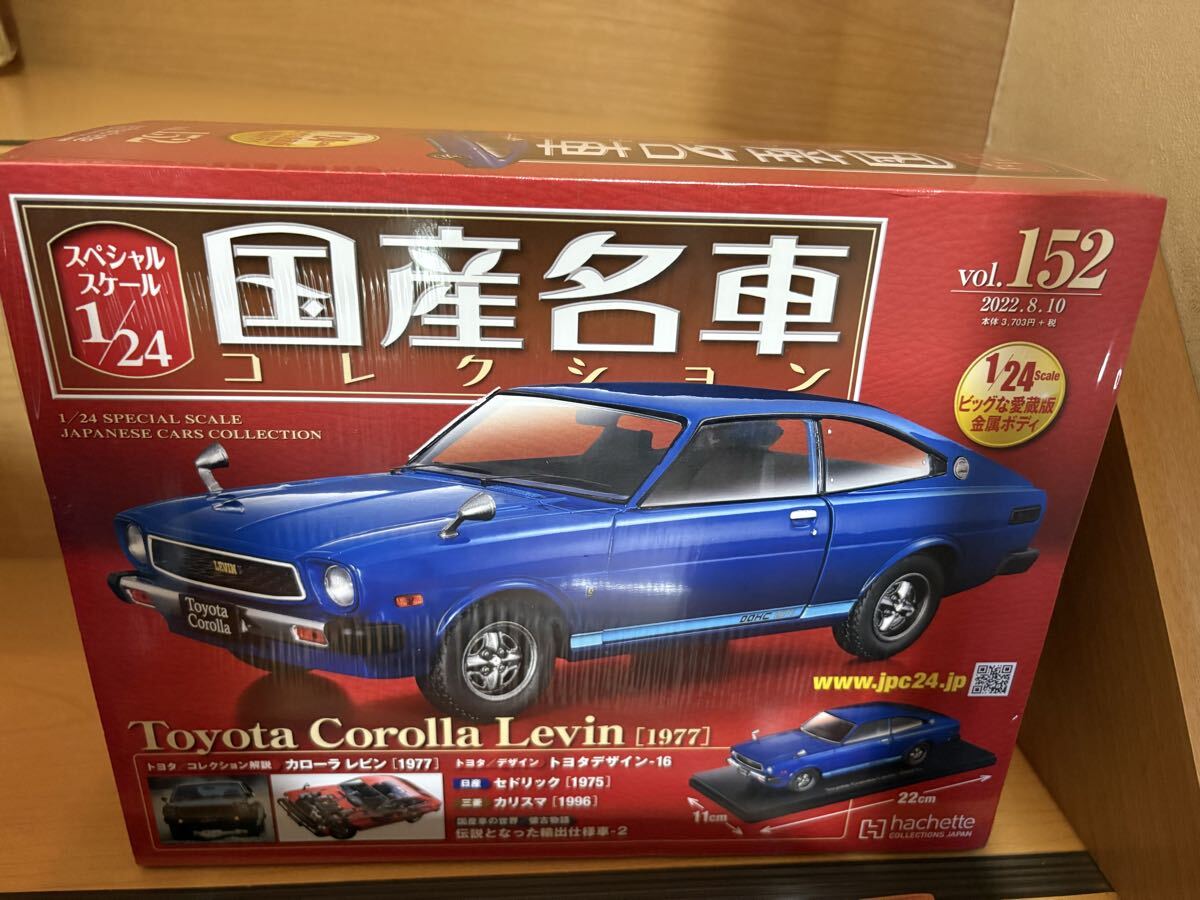 vol.152
国産名車
スペシャル
スケール
1/24
国産名車
コレクション
1/24 SPECIAL SCALE
JAPANESE CARS COLLECTION
vol.152
2022.8.10
本体 3,703円+税
1/24 Scale
ビッグな愛蔵版
金属ボディ
LEVIN
Toyota
Corolla
DOHC
www.jpc24.jp
Toyota Corolla Levin [1977]
トヨタ/コレクション解説 カローラ レビン [1977]
トヨタ/デザイン トヨタデザイン-16
日産 セドリック [1975]
三菱 カリスマ [1996]
国産車の世界/蒙古物語
伝説となった輸出仕様車-2
11cm
22cm
hachette
COLLECTIONS JAPAN